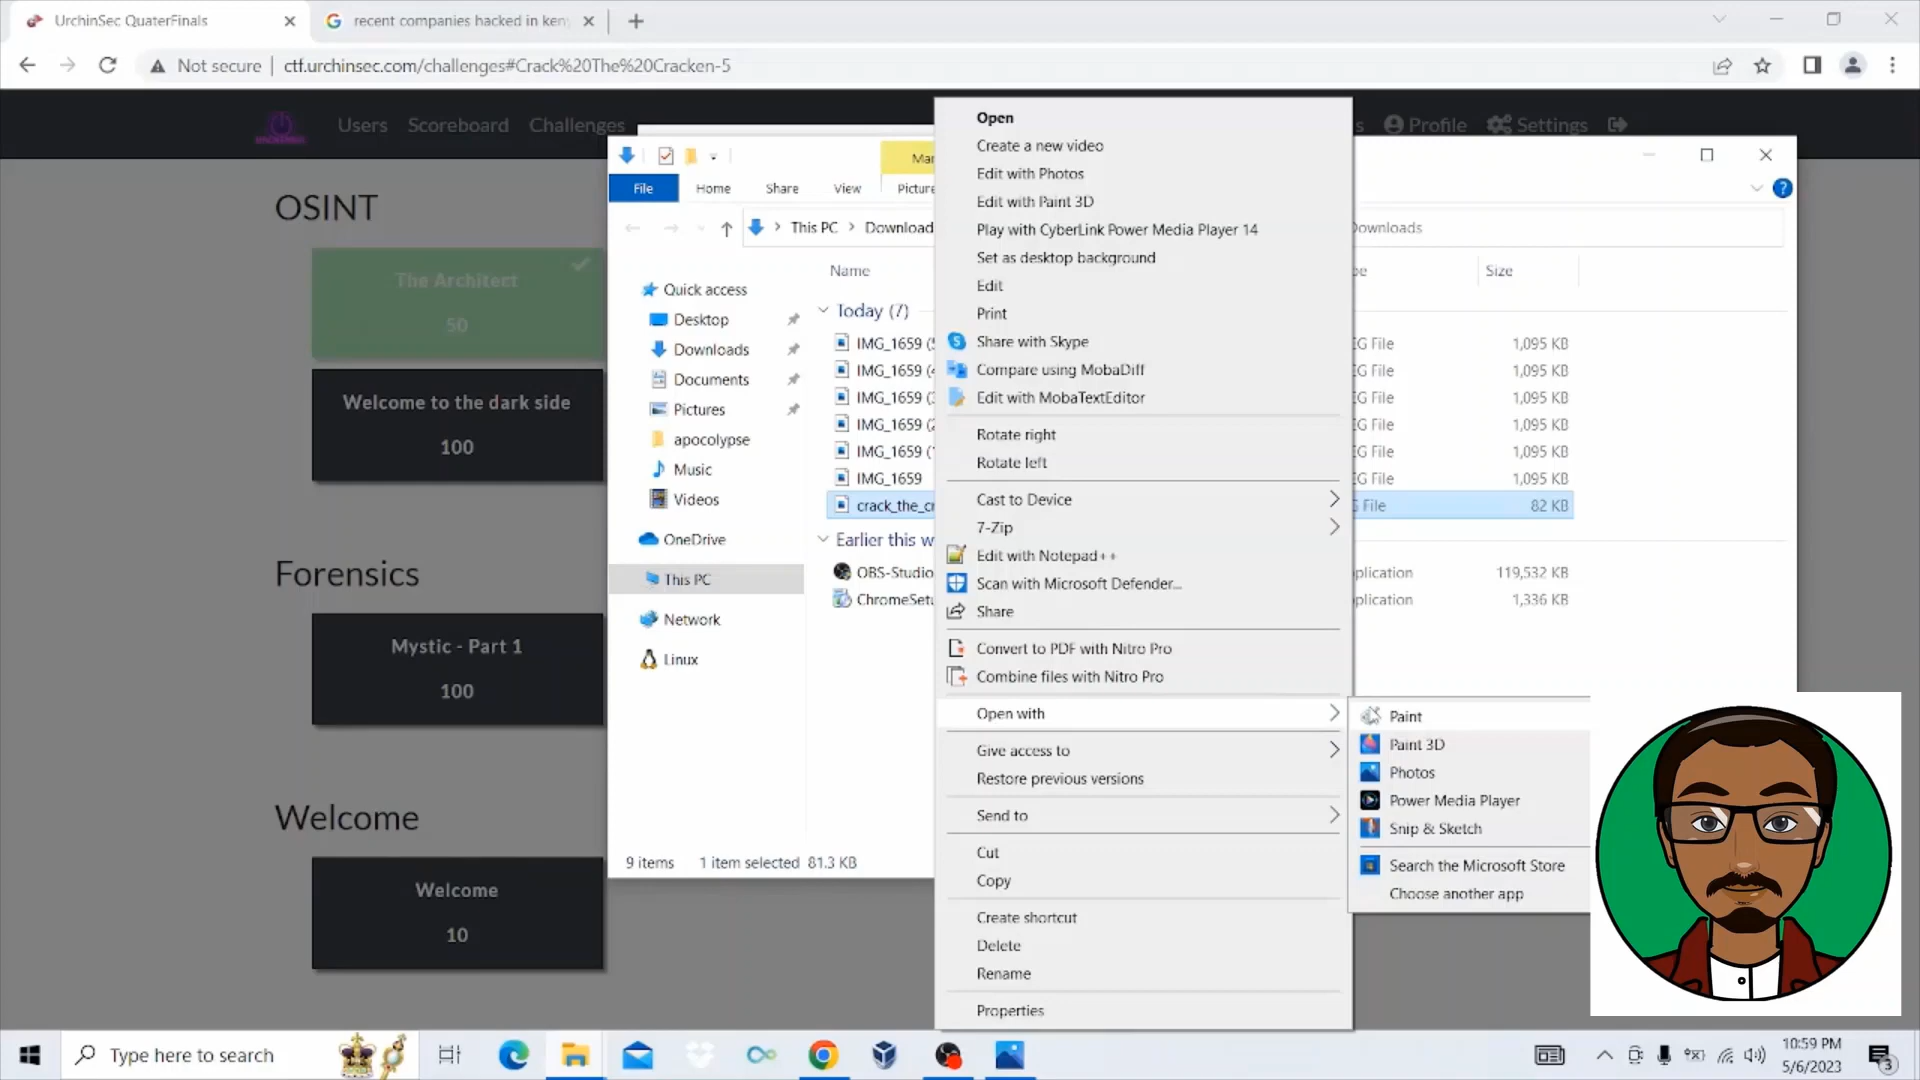 UrchinSec QuaterFinals
recent companies hacked in ken
Not secure
ctf.urchinsec.com/challenges#Crack%20The%20Cracken-5
Users
Scoreboard
Challenges
Profile
Settings
OSINT
The Architect
50
Welcome to the dark side
100
Forensics
Mystic - Part 1
100
Welcome
Welcome
10
File
Home
Share
View
This PC
Downloads
Name
Size
Quick access
Desktop
Downloads
Documents
Pictures
apocolypse
Music
Videos
OneDrive
This PC
Network
Linux
Today (7)
IMG_1659 (
IMG_1659 (
IMG_1659 (
IMG_1659 (
IMG_1659 (
IMG_1659
crack_the_cr
Earlier this w
OBS-Studio
ChromeSetu
G File 1,095 KB
G File 1,095 KB
G File 1,095 KB
G File 1,095 KB
G File 1,095 KB
G File 1,095 KB
File 82 KB
plication 119,532 KB
plication 1,336 KB
9 items 1 item selected 81.3 KB
Open
Create a new video
Edit with Photos
Edit with Paint 3D
Play with CyberLink Power Media Player 14
Set as desktop background
Edit
Print
Share with Skype
Compare using MobaDiff
Edit with MobaTextEditor
Rotate right
Rotate left
Cast to Device
7-Zip
Edit with Notepad++
Scan with Microsoft Defender...
Share
Convert to PDF with Nitro Pro
Combine files with Nitro Pro
Open with
Give access to
Restore previous versions
Send to
Cut
Copy
Create shortcut
Delete
Rename
Properties
Paint
Paint 3D
Photos
Power Media Player
Snip & Sketch
Search the Microsoft Store
Choose another app
Type here to search
10:59 PM
5/6/2023
3